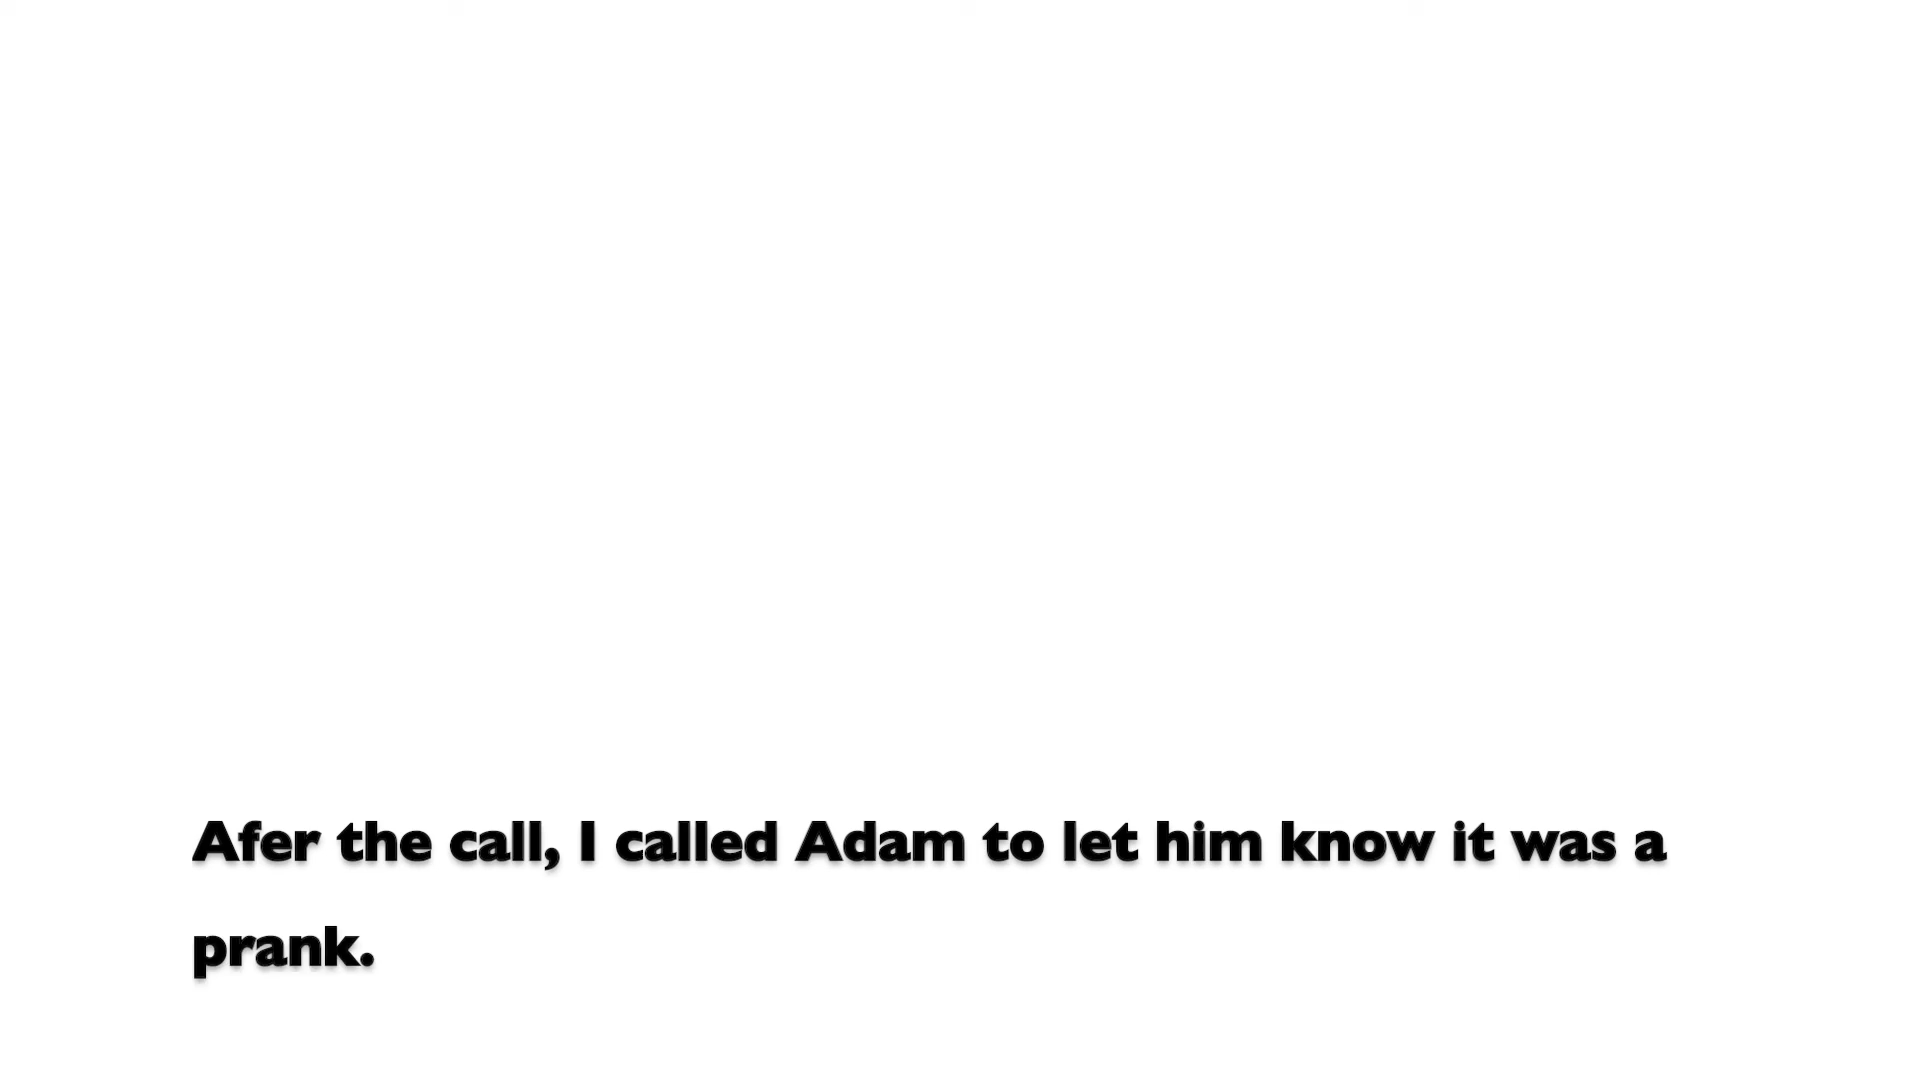 Afer the call, I called Adam to let him know it was a
prank.